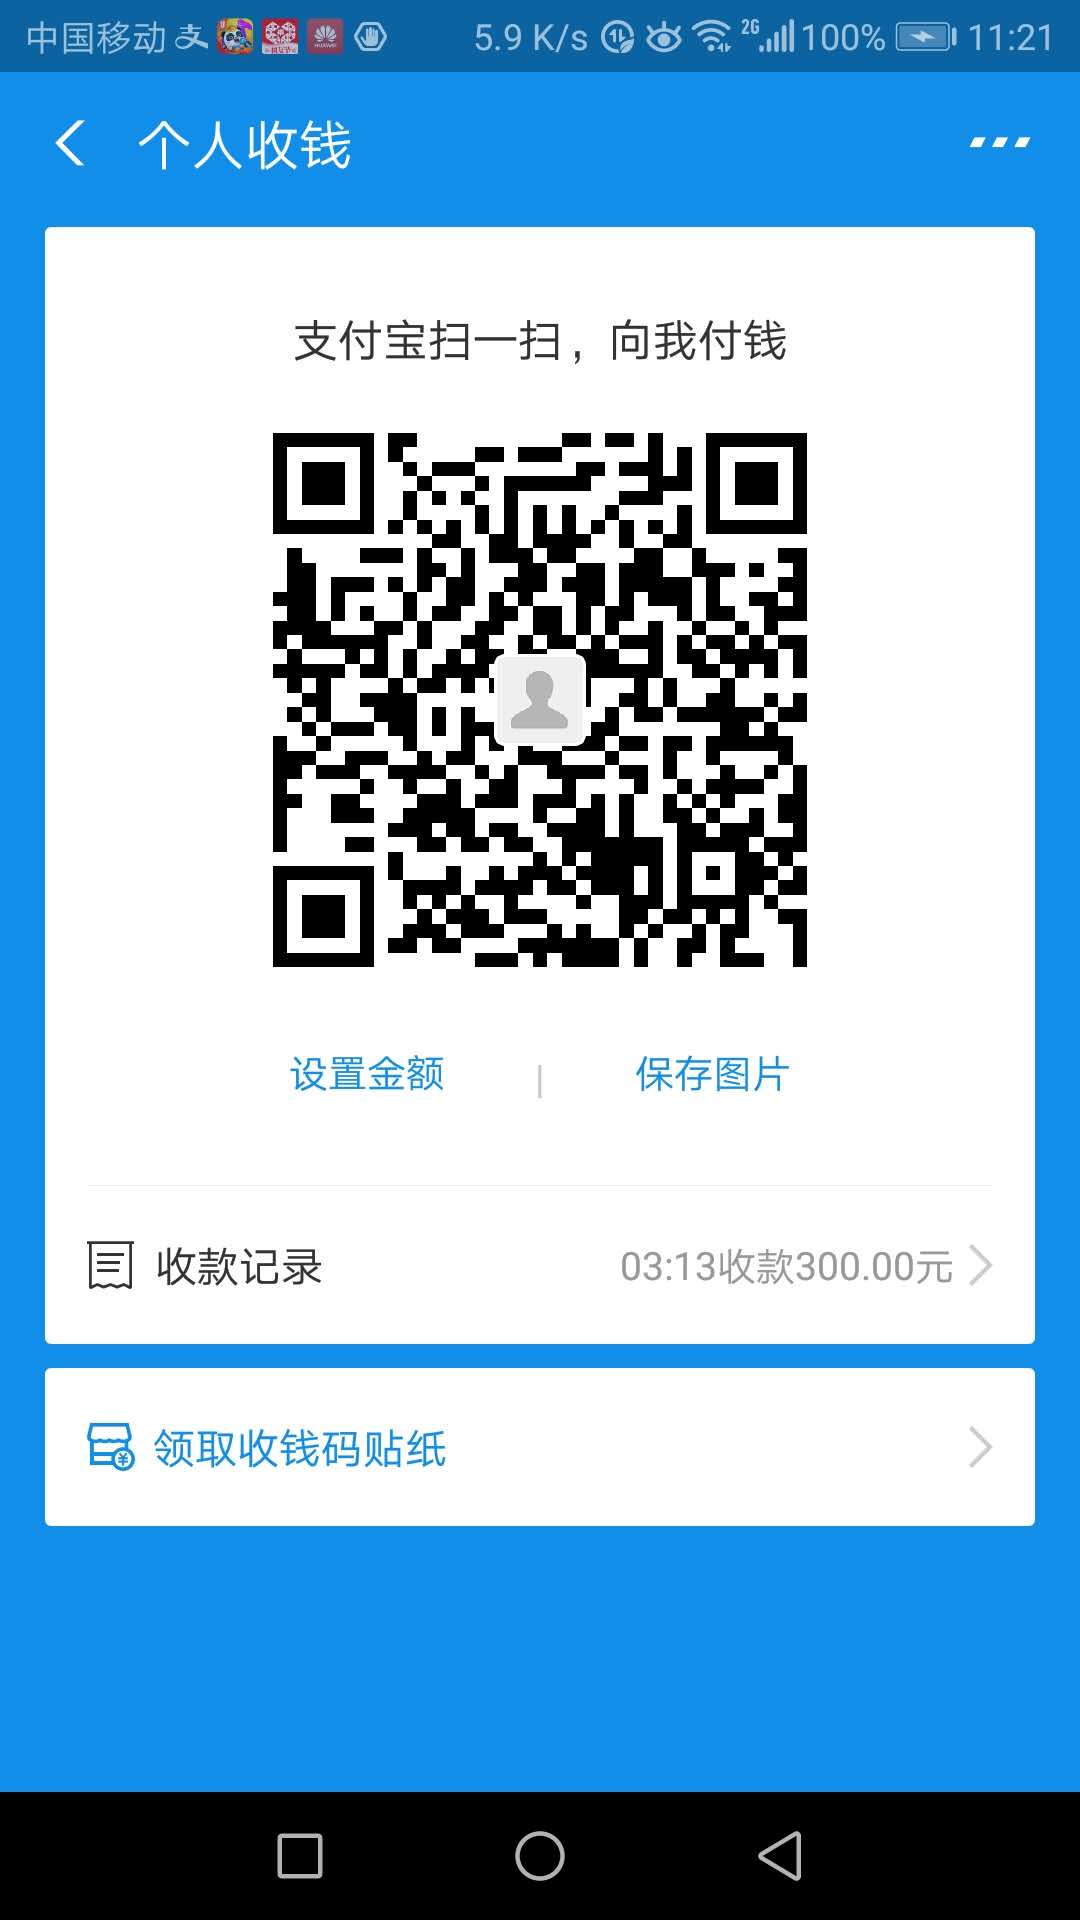 中国移动 5.9 K/s 2G 100% 11:21
个人收钱
支付宝扫一扫，向我付钱
设置金额 | 保存图片
收款记录 03:13收款300.00元
领取收钱码贴纸